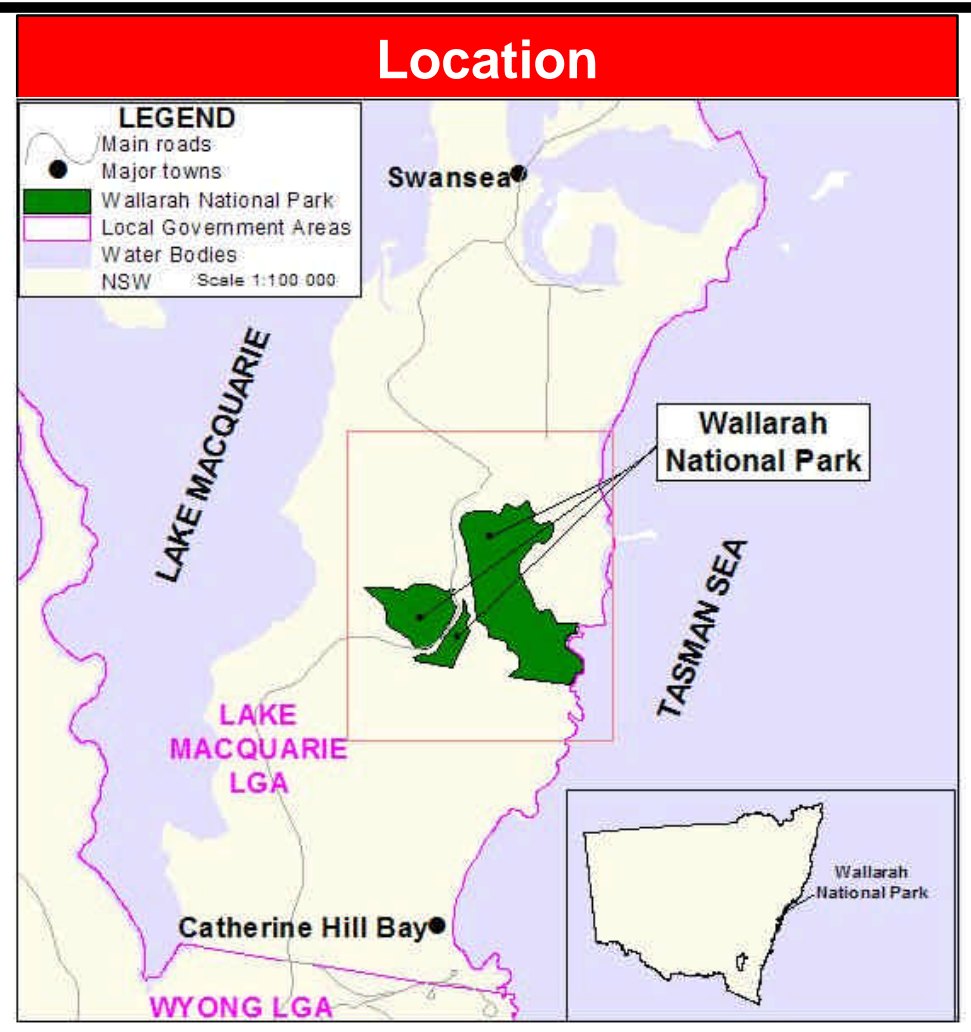 Location
LEGEND
Main roads
Major towns
Wallarah National Park
Local Government Areas
Water Bodies
NSW Scale 1:100 000
Swansea
LAKE MACQUARIE
Wallarah
National Park
TASMAN SEA
LAKE
MACQUARIE
LGA
Wallarah
National Park
Catherine Hill Bay
WYONG LGA